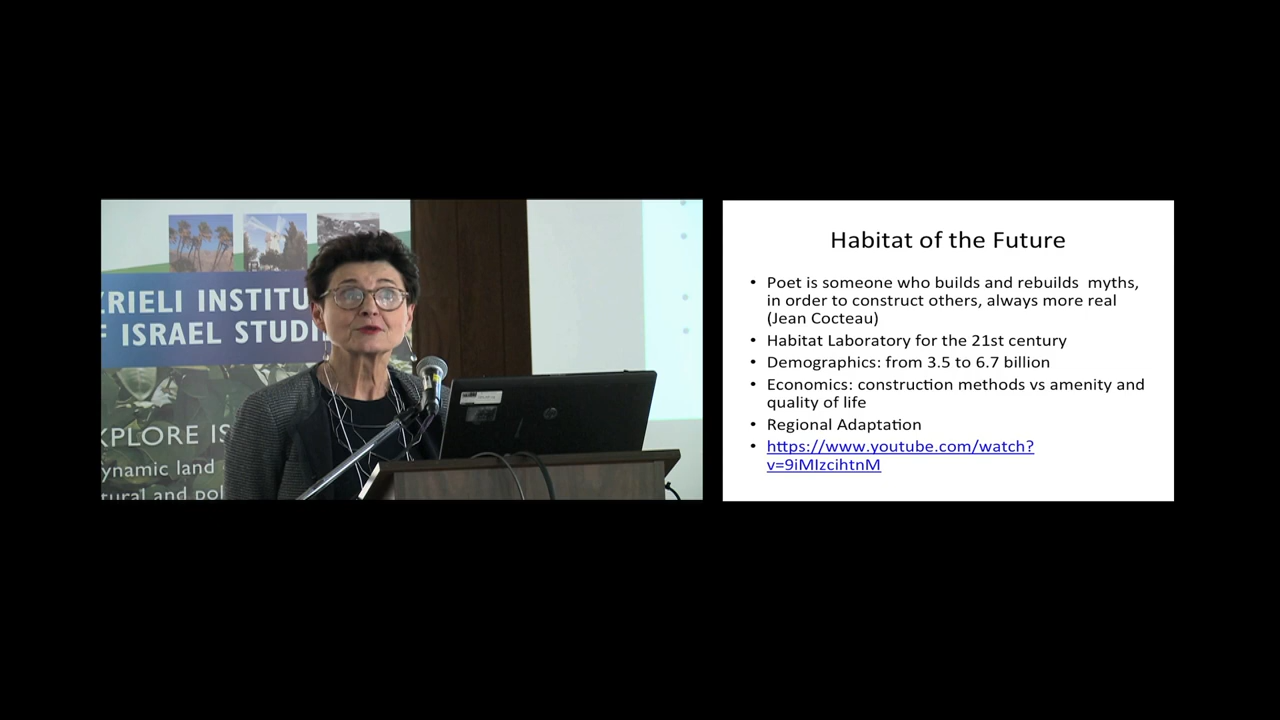 ZRIELI INSTITU
F ISRAEL STUDI
XPLORE IS
ynamic land
tural and pol
Habitat of the Future
• Poet is someone who builds and rebuilds myths,
in order to construct others, always more real
(Jean Cocteau)
• Habitat Laboratory for the 21st century
• Demographics: from 3.5 to 6.7 billion
• Economics: construction methods vs amenity and
quality of life
• Regional Adaptation
• https://www.youtube.com/watch?
v=9iMIzcihtnM